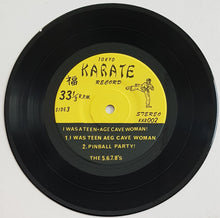 TOKYO
KARATE
RECORD
福
33⅓ R.P.M.
SIDE
STEREO
KAR002
I WAS A TEEN-AGE CAVE WOMAN!
1. I WAS TEEN AEG CAVE WOMAN
2. PINBALL PARTY!
THE 5.6.7.8's